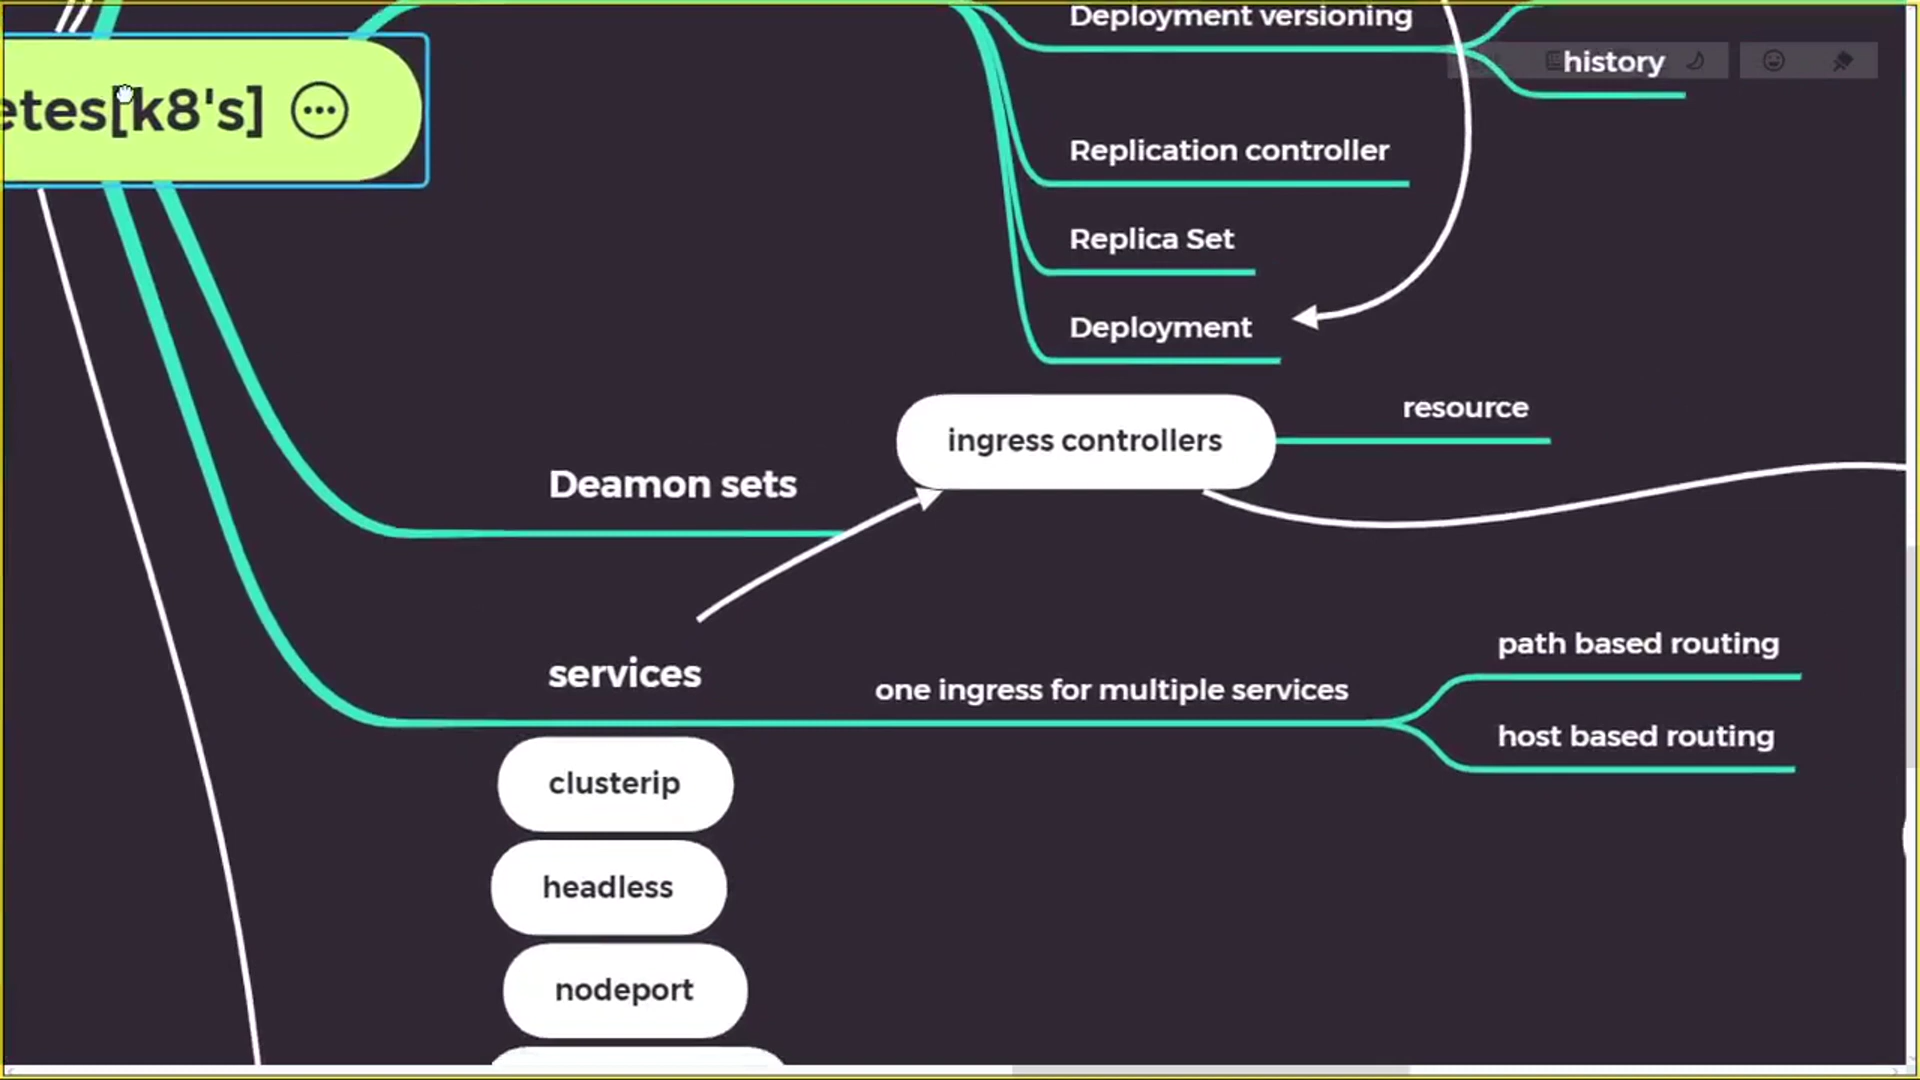 Deployment versioning
history
etes[k8's]
Replication controller
Replica Set
Deployment
resource
ingress controllers
Deamon sets
path based routing
services
one ingress for multiple services
host based routing
clusterip
headless
nodeport